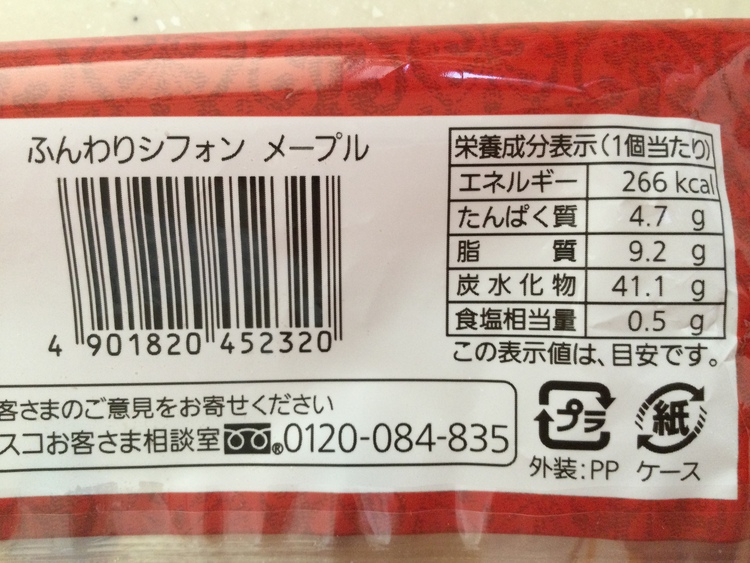 ふんわりシフォン メープル
4 901820 452320
栄養成分表示(1個当たり)
エネルギー 266 kcal
たんぱく質 4.7 g
脂質 9.2 g
炭水化物 41.1 g
食塩相当量 0.5 g
この表示値は、目安です。
客さまのご意見をお寄せください
スコお客さま相談室 ® 0120-084-835
プラ
外装:PP
紙
ケース